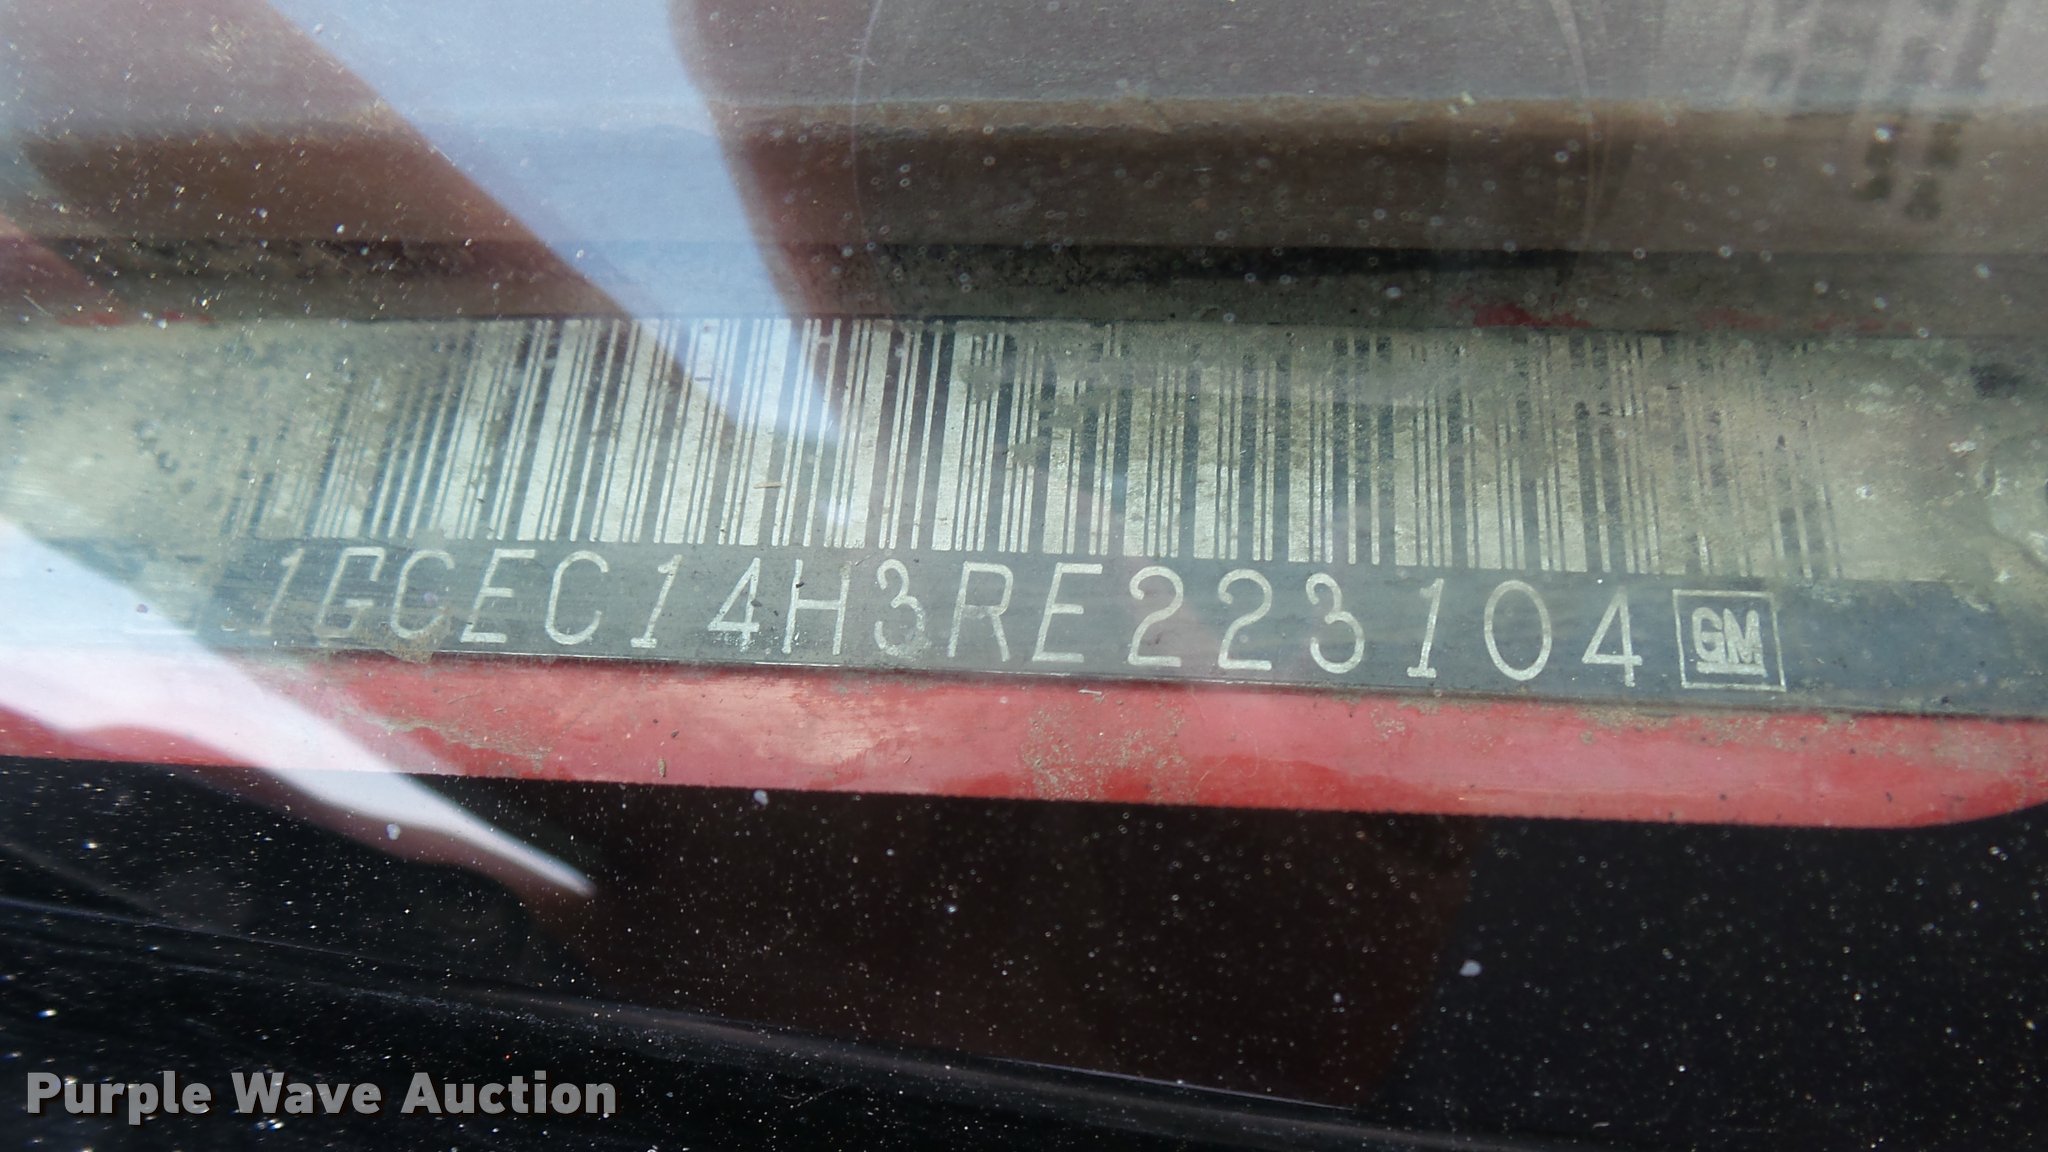 1GCEC14H3RE223104 GM
Purple Wave Auction